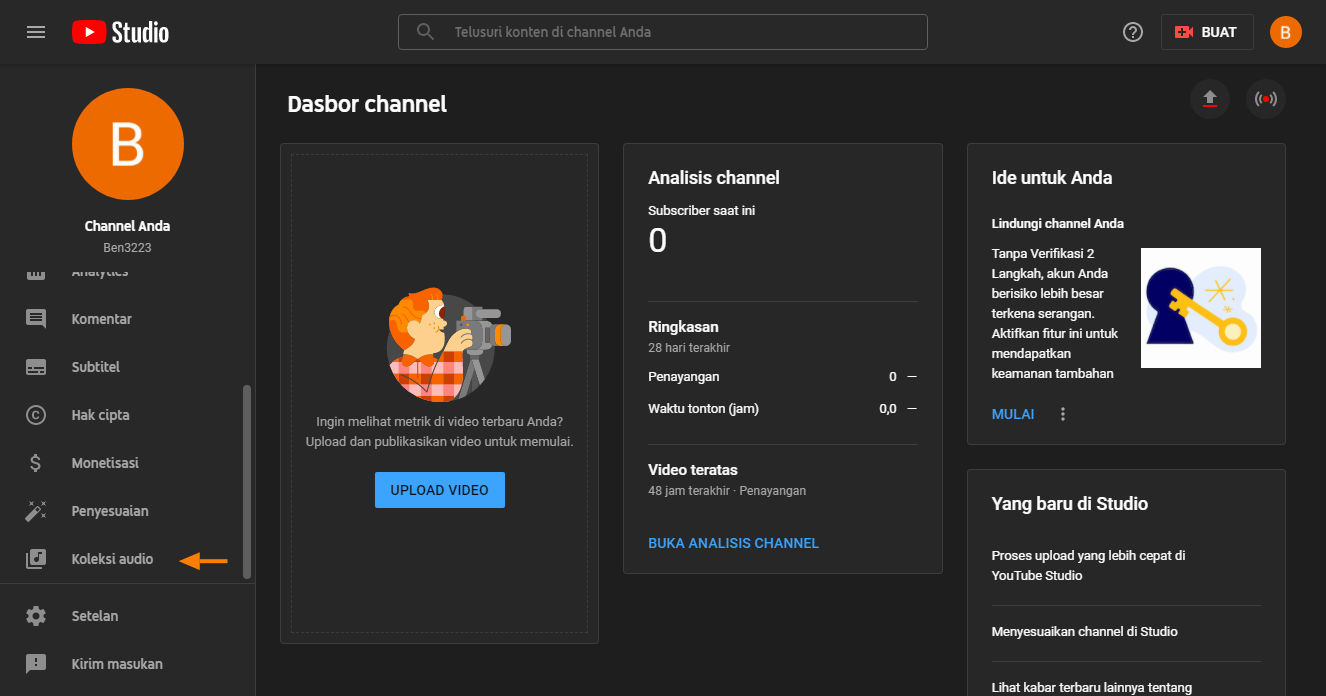 Studio
Telusuri konten di channel Anda
BUAT
B
B
Channel Anda
Ben3223
Analytics
Komentar
Subtitel
Hak cipta
Monetisasi
Penyesuaian
Koleksi audio
Setelan
Kirim masukan
Dasbor channel
Ingin melihat metrik di video terbaru Anda?
Upload dan publikasikan video untuk memulai.
UPLOAD VIDEO
Analisis channel
Subscriber saat ini
0
Ringkasan
28 hari terakhir
Penayangan 0 —
Waktu tonton (jam) 0,0 —
Video teratas
48 jam terakhir · Penayangan
BUKA ANALISIS CHANNEL
Ide untuk Anda
Lindungi channel Anda
Tanpa Verifikasi 2
Langkah, akun Anda
berisiko lebih besar
terkena serangan.
Aktifkan fitur ini untuk
mendapatkan
keamanan tambahan
MULAI
Yang baru di Studio
Proses upload yang lebih cepat di
YouTube Studio
Menyesuaikan channel di Studio
Lihat kabar terbaru lainnya tentang